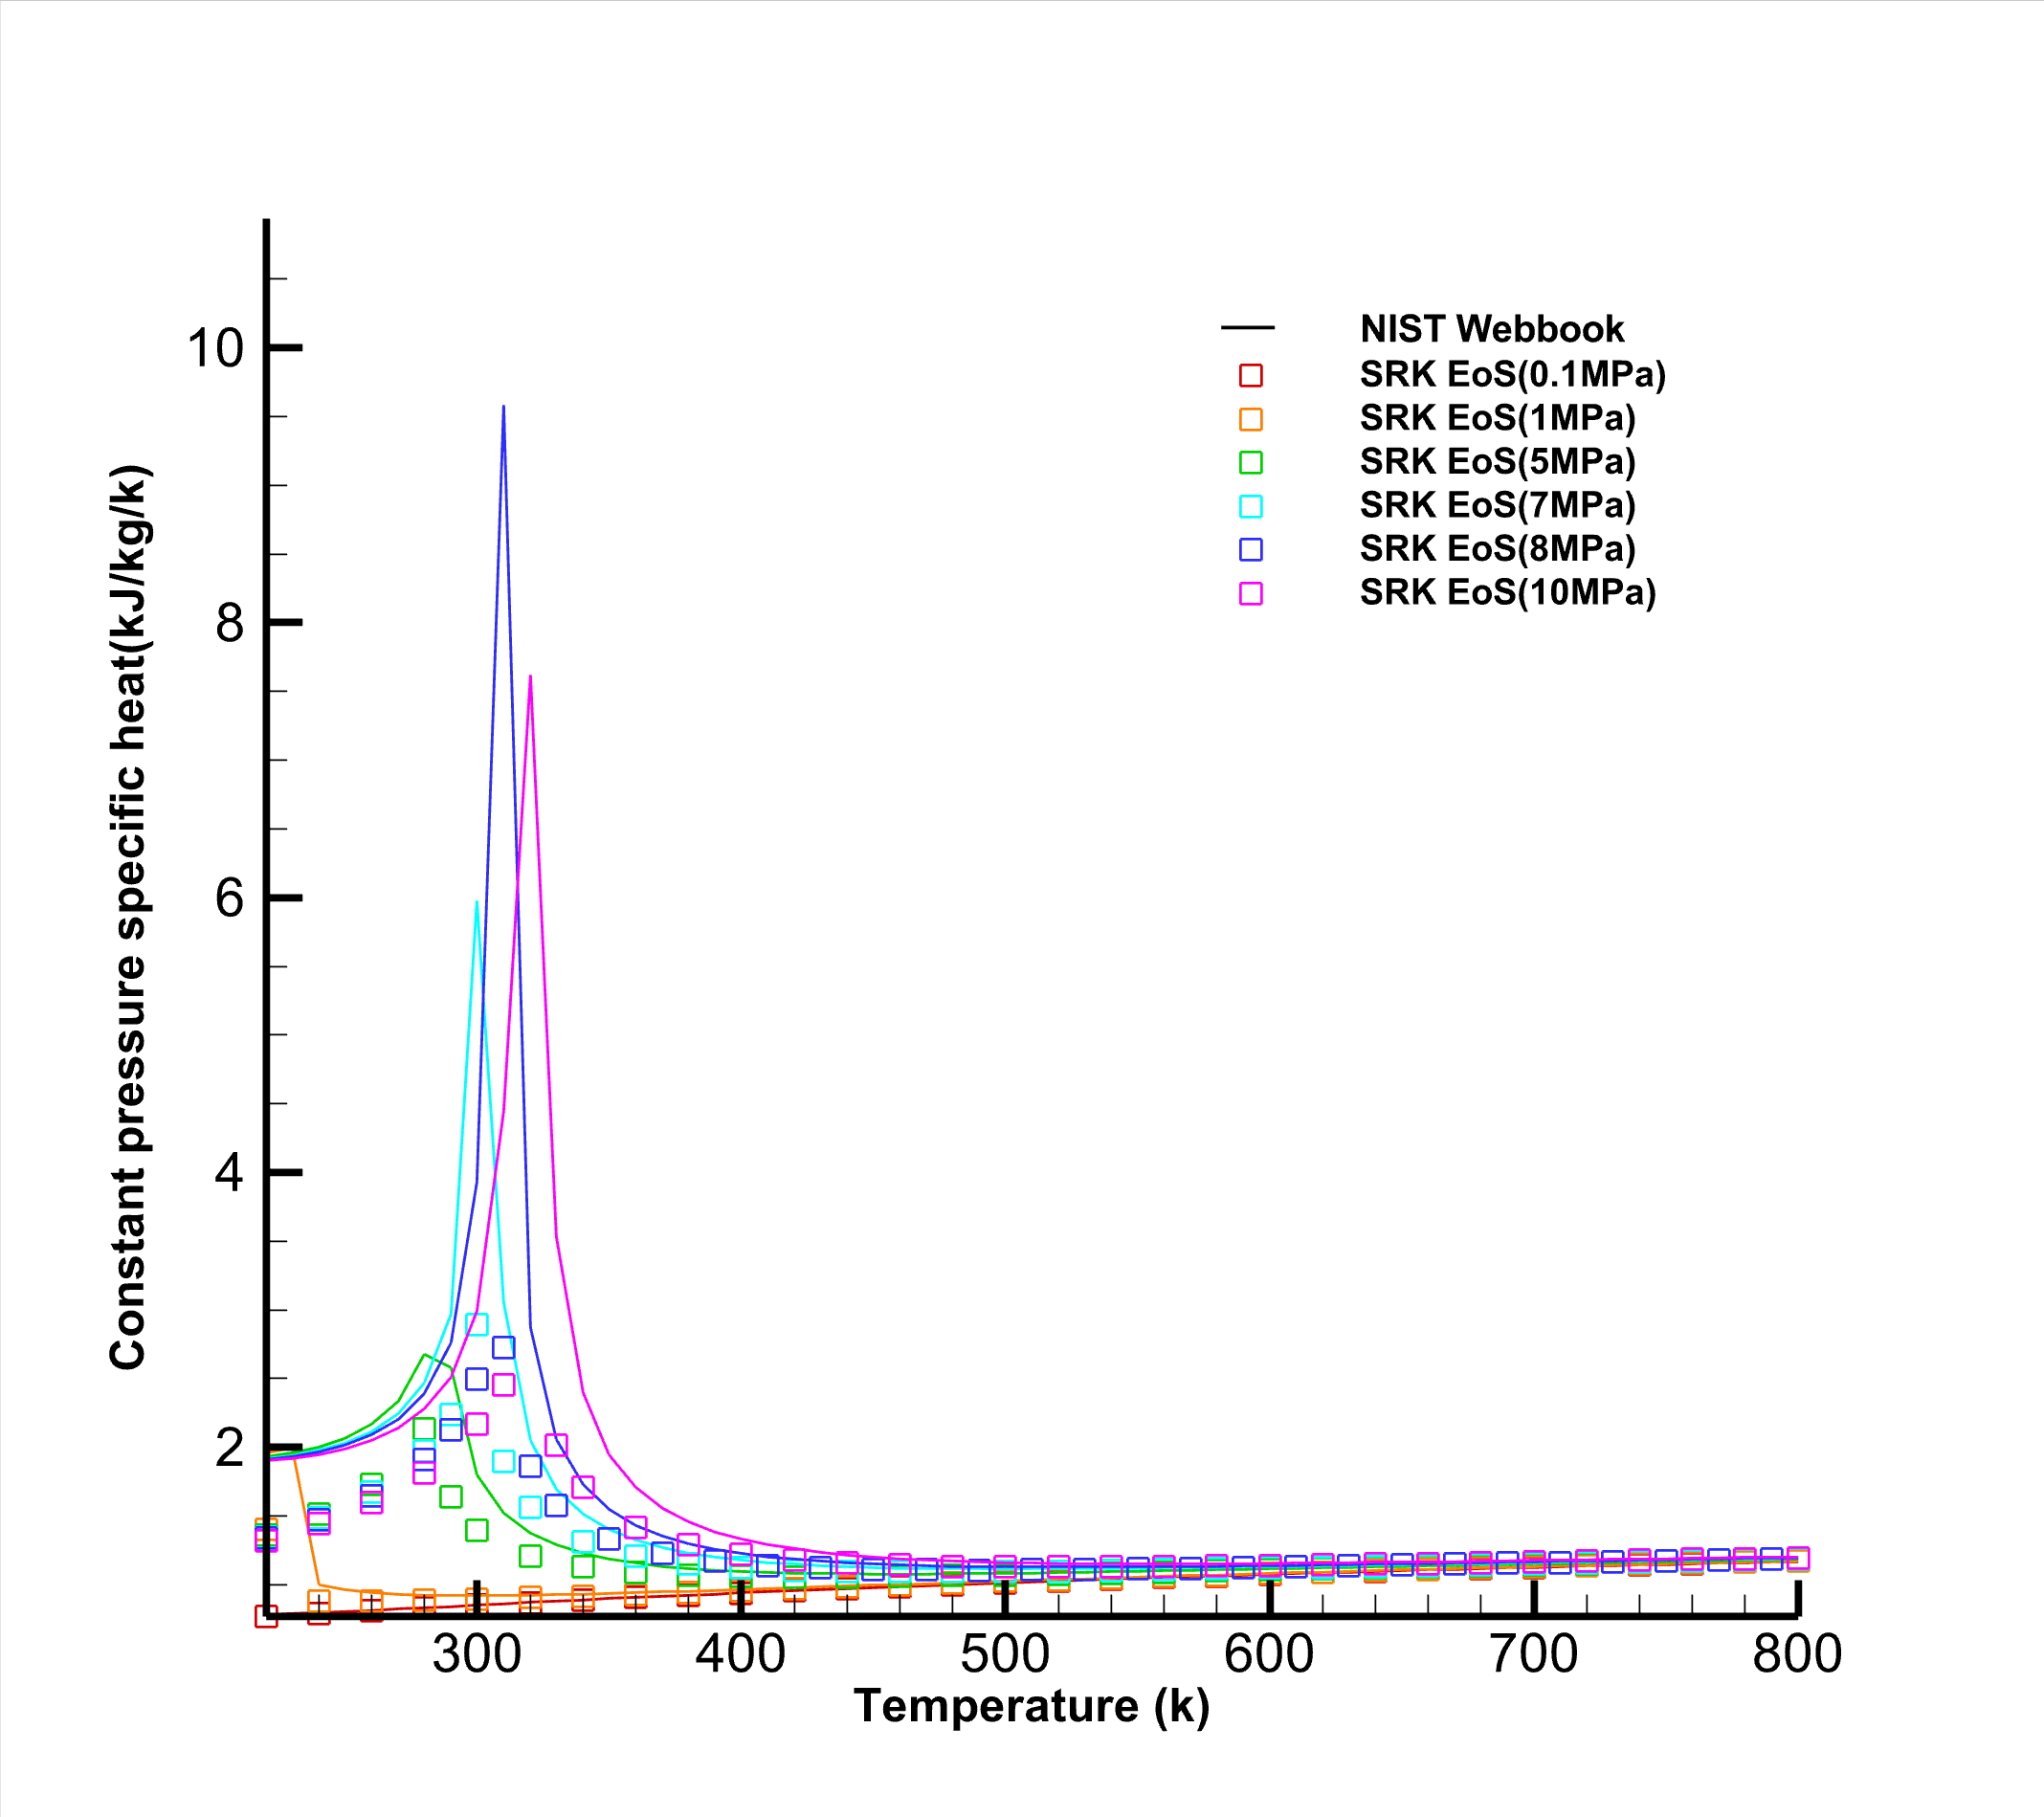 10
8
6
4
2
Constant pressure specific heat(kJ/kg/k)
NIST Webbook
SRK EoS(0.1MPa)
SRK EoS(1MPa)
SRK EoS(5MPa)
SRK EoS(7MPa)
SRK EoS(8MPa)
SRK EoS(10MPa)
300 400 500 600 700 800
Temperature (k)